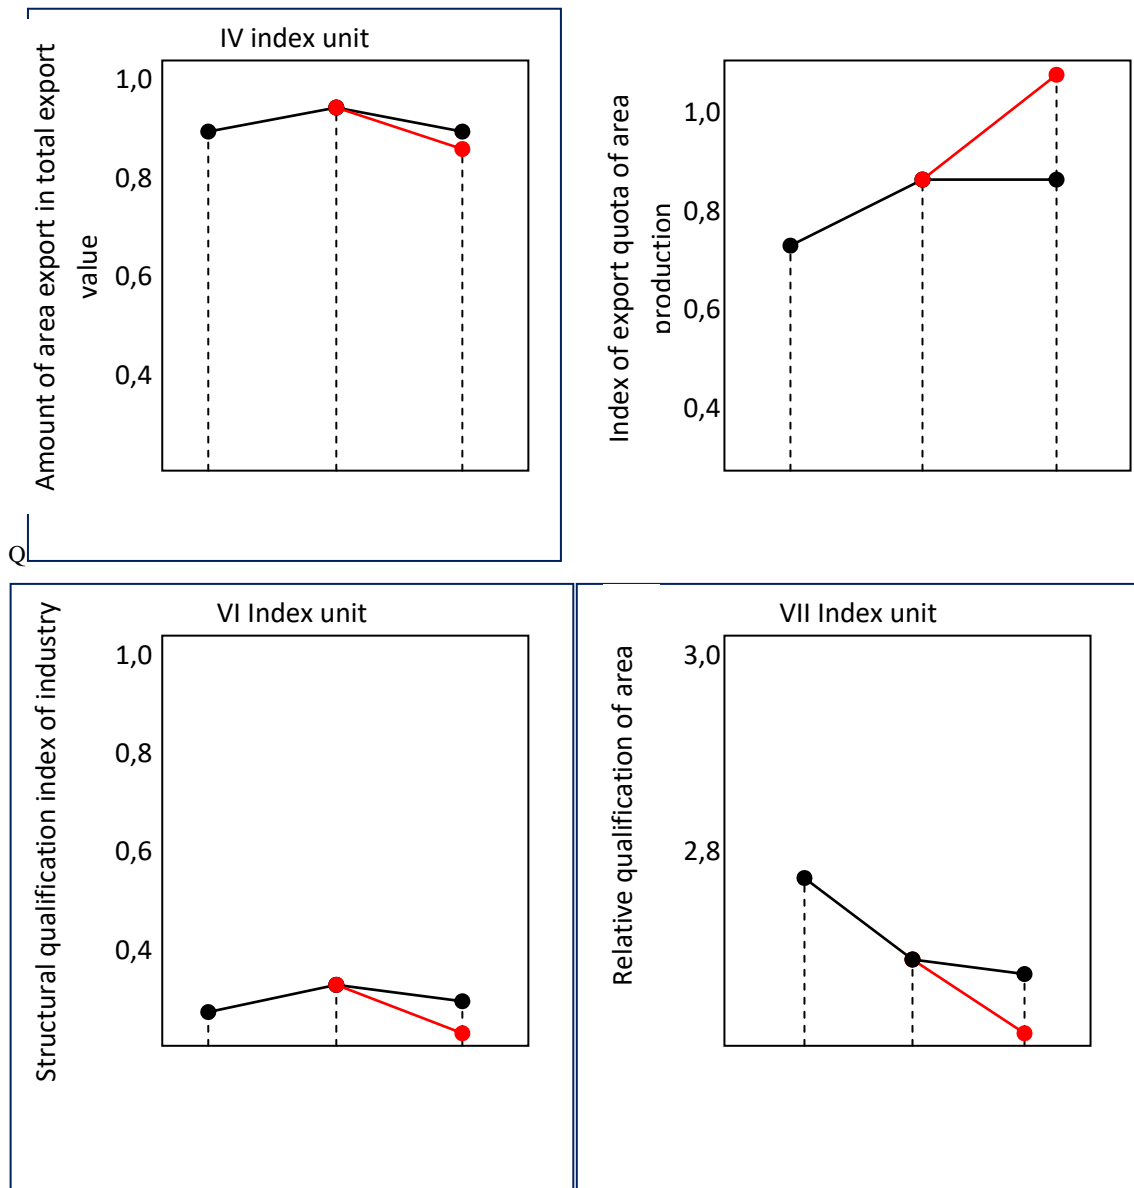 IV index unit
Amount of area export in total export
value
1,0
0,8
0,6
0,4
Index of export quota of area
production
1,0
0,8
0,6
0,4
Q
VI Index unit
Structural qualification index of industry
1,0
0,8
0,6
0,4
VII Index unit
Relative qualification of area
3,0
2,8